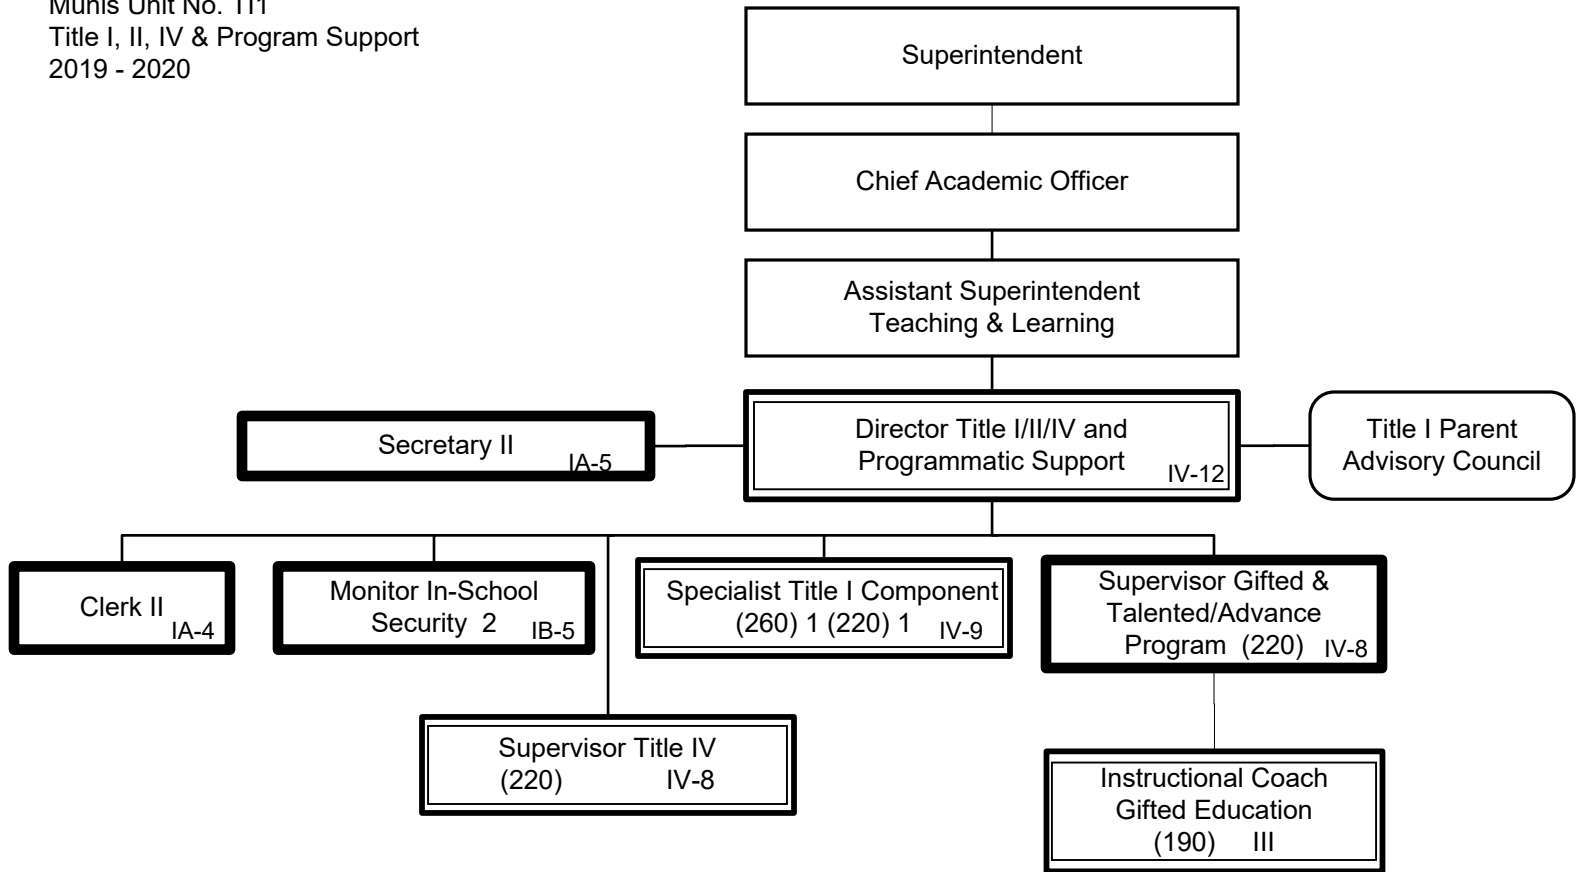 Munis Unit No. TI1
Title I, II, IV & Program Support
2019 - 2020
Superintendent
Chief Academic Officer
Assistant Superintendent
Teaching & Learning
Secretary II
IA-5
Director Title I/II/IV and
Programmatic Support
IV-12
Title I Parent
Advisory Council
Clerk II
IA-4
Monitor In-School
Security 2
IB-5
Specialist Title I Component
(260) 1 (220) 1 IV-9
Supervisor Gifted &
Talented/Advance
Program (220) IV-8
Supervisor Title IV
(220) IV-8
Instructional Coach
Gifted Education
(190) III